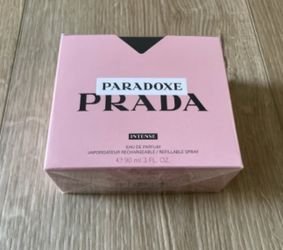 PARADOXE
PRADA
INTENSE
EAU DE PARFUM
VAPORISATEUR RECHARGEABLE / REFILLABLE SPRAY
90 ml 3 FL. OZ.